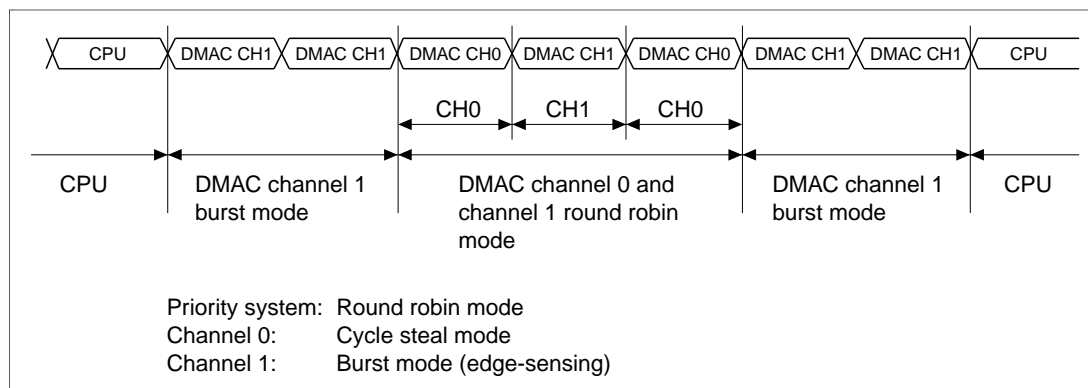 CPU DMAC CH1 DMAC CH1 DMAC CH0 DMAC CH1 DMAC CH0 DMAC CH1 DMAC CH1 CPU
CH0 CH1 CH0
CPU
DMAC channel 1
burst mode
DMAC channel 0 and
channel 1 round robin
mode
DMAC channel 1
burst mode
CPU
Priority system: Round robin mode
Channel 0: Cycle steal mode
Channel 1: Burst mode (edge-sensing)